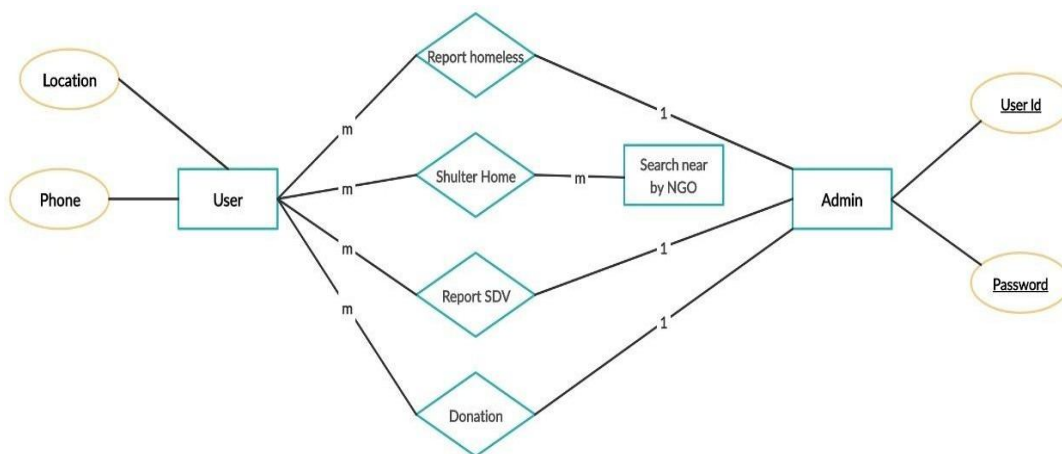 Report homeless
Location
User Id
1
m
Search near
by NGO
Shulter Home
m
m
Phone
User
Admin
1
m
Report SDV
Password
m
1
Donation